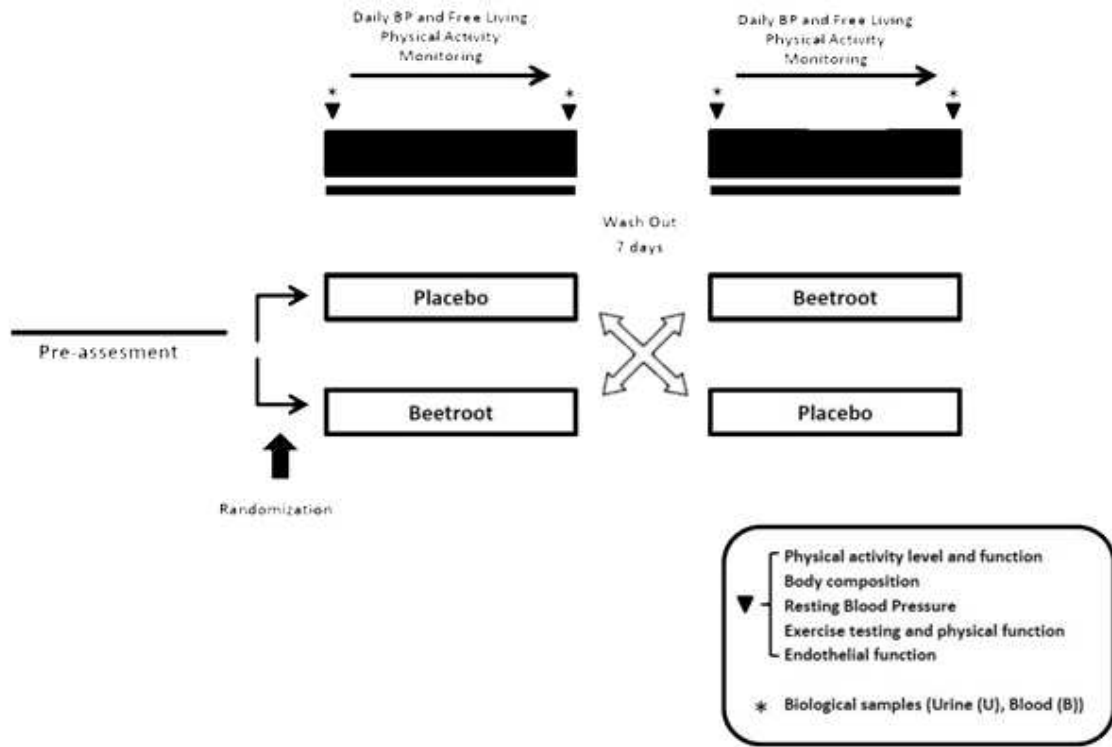 Daily BP and Free Living
Physical Activity
Monitoring
Daily BP and Free Living
Physical Activity
Monitoring
*
*
*
*
Wash Out
7 days
Placebo
Beetroot
Pre-assesment
Beetroot
Placebo
Randomization
Physical activity level and function
Body composition
Resting Blood Pressure
Exercise testing and physical function
Endothelial function
* Biological samples (Urine (U), Blood (B))